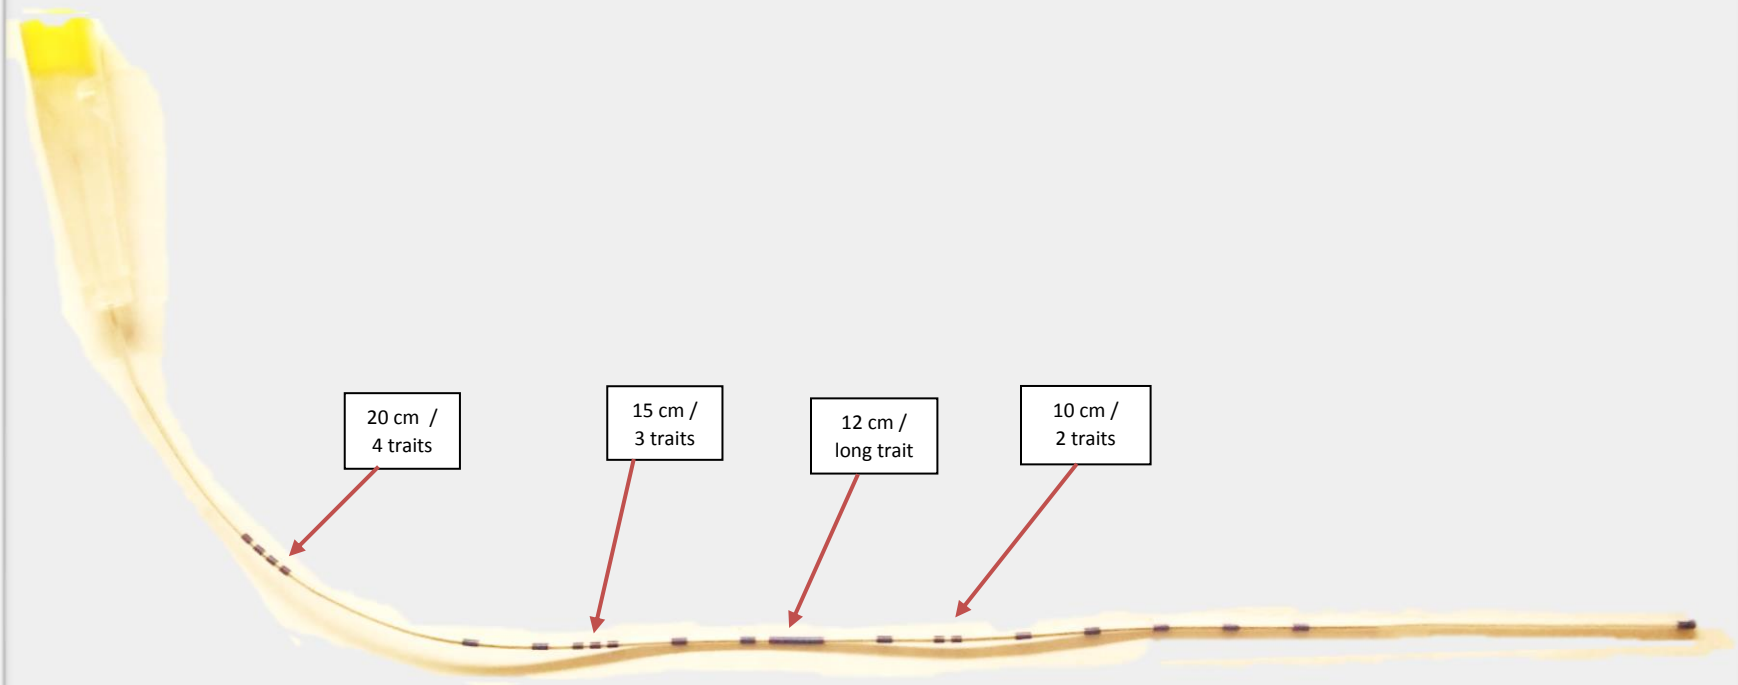 20 cm /
4 traits
15 cm /
3 traits
12 cm /
long trait
10 cm /
2 traits